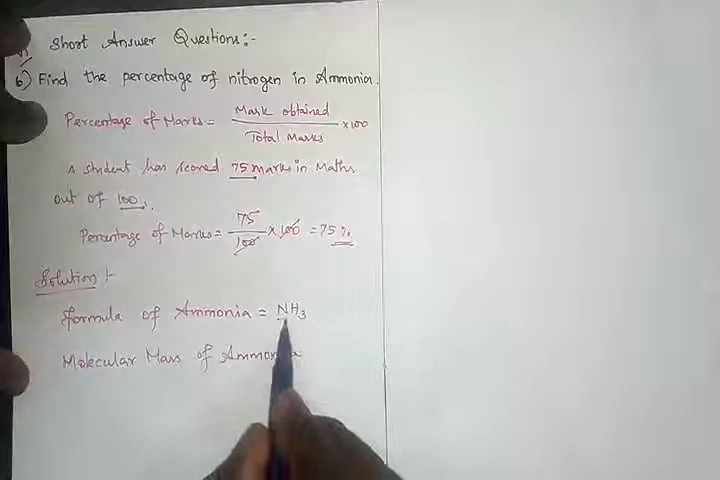 Short Answer Questions:-
6) Find the percentage of nitrogen in Ammonia.
Percentage of Marks = Mark obtained / Total Marks × 100
A student has scored 75 marks in Maths
out of 100.
Percentage of Marks = 75 / 100 × 100 = 75 %
Solution :-
Formula of Ammonia = NH3
Molecular Mass of Ammonia